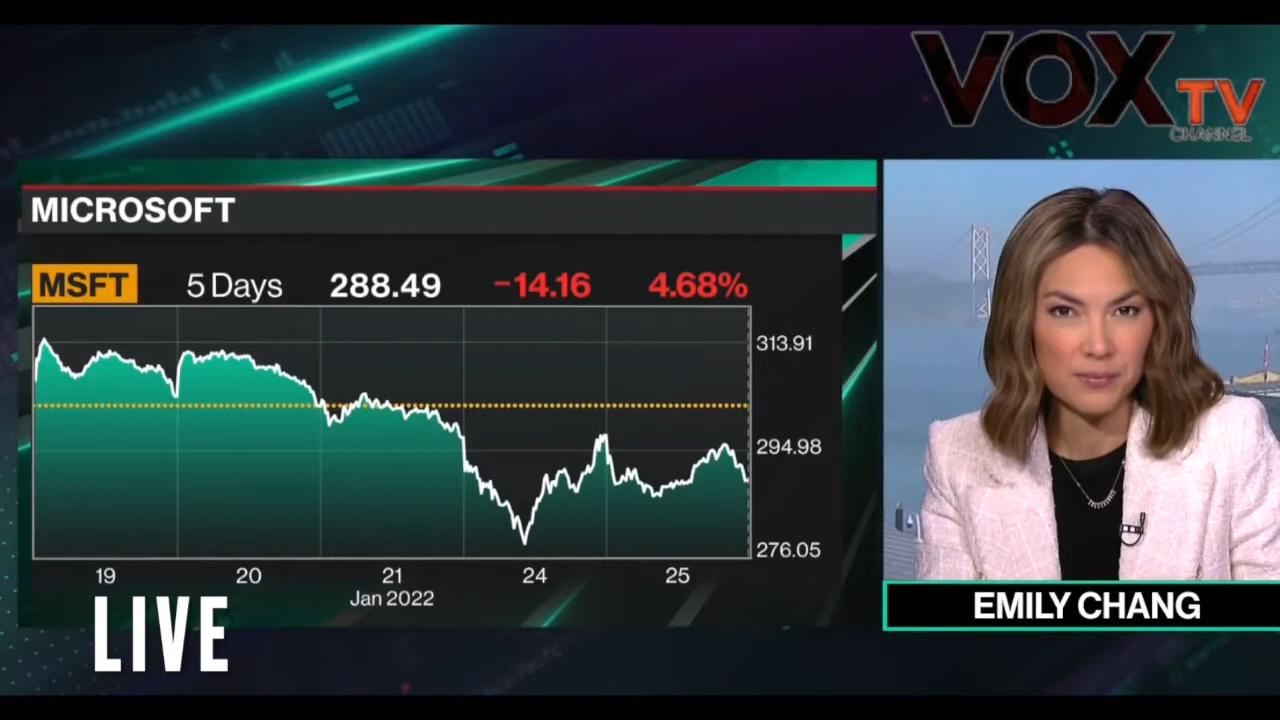 VOX
TV
CHANNEL
MICROSOFT
MSFT 5 Days 288.49 −14.16 4.68%
313.91
294.98
276.05
19 20 21 24 25
Jan 2022
LIVE
EMILY CHANG